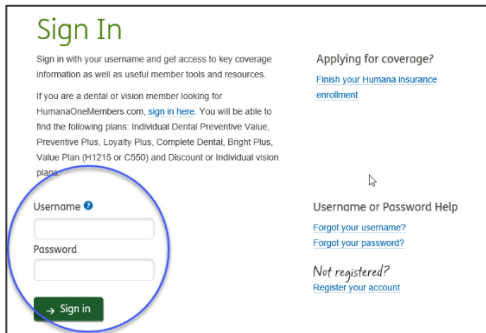 Sign In
Sign in with your username and get access to key coverage
information as well as useful member tools and resources.
If you are a dental or vision member looking for
HumanaOneMembers.com, sign in here. You will be able to
find the following plans: Individual Dental Preventive Value,
Preventive Plus, Loyalty Plus, Complete Dental, Bright Plus,
Value Plan (H1215 or C550) and Discount or Individual vision
plans.
Username ?
Password
→ Sign in
Applying for coverage?
Finish your Humana insurance
enrollment
Username or Password Help
Forgot your username?
Forgot your password?
Not registered?
Register your account